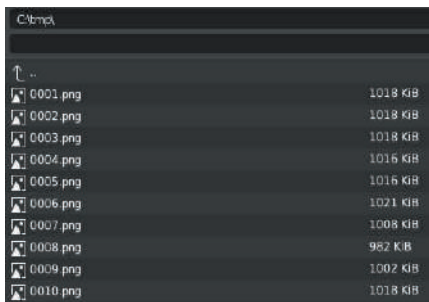 C:\tmp\
..
0001.png 1018 KiB
0002.png 1018 KiB
0003.png 1018 KiB
0004.png 1016 KiB
0005.png 1016 KiB
0006.png 1021 KiB
0007.png 1008 KiB
0008.png 982 KiB
0009.png 1002 KiB
0010.png 1018 KiB